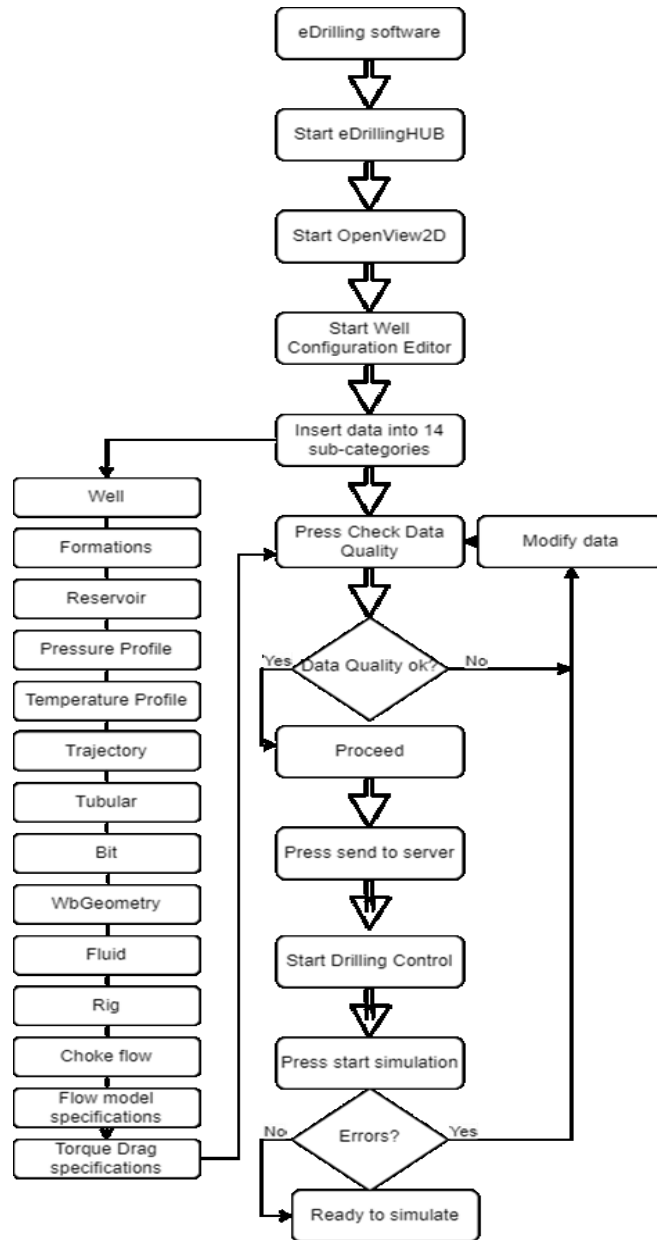 eDrilling software
Start eDrillingHUB
Start OpenView2D
Start Well
Configuration Editor
Insert data into 14
sub-categories
Well
Formations
Reservoir
Pressure Profile
Temperature Profile
Trajectory
Tubular
Bit
WbGeometry
Fluid
Rig
Choke flow
Flow model
specifications
Torque Drag
specifications
Press Check Data
Quality
Modify data
Yes
Data Quality ok?
No
Proceed
Press send to server
Start Drilling Control
Press start simulation
No
Errors?
Yes
Ready to simulate